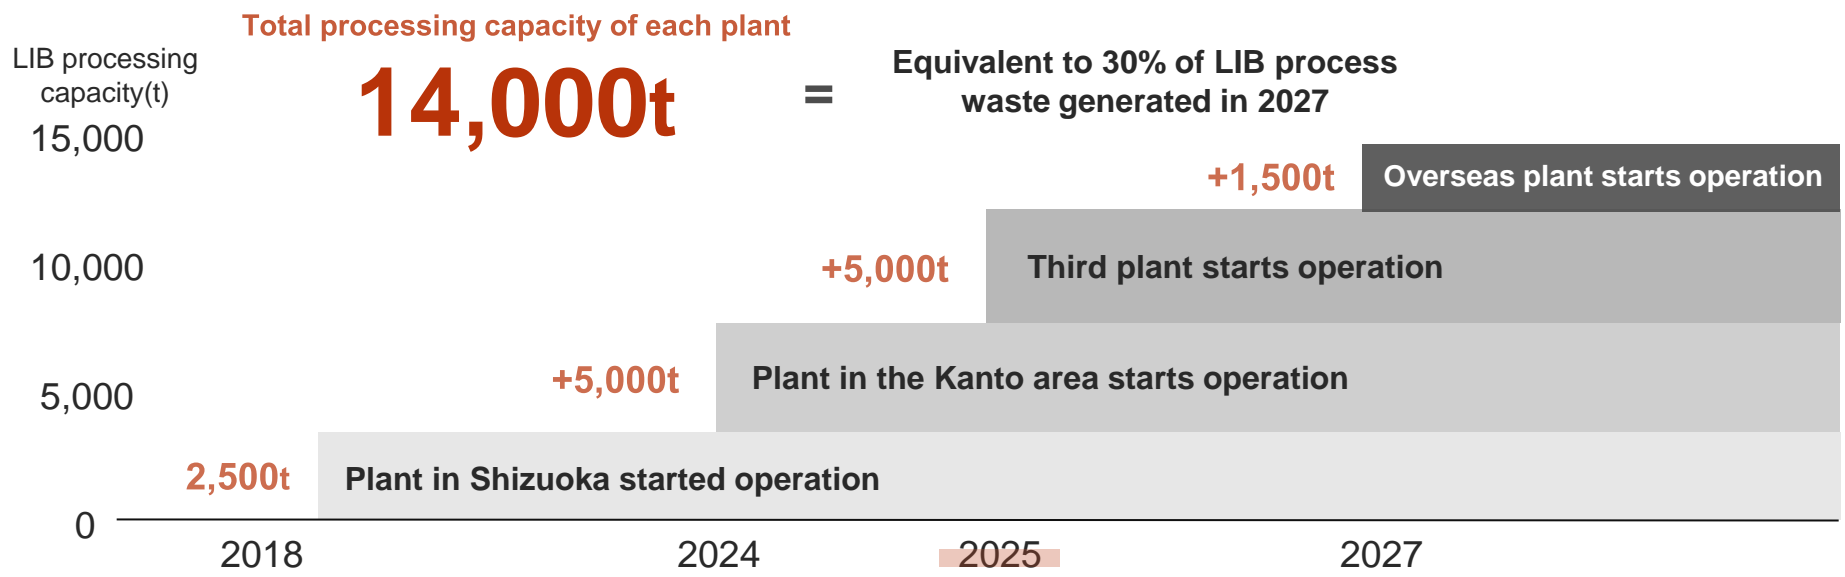 Total processing capacity of each plant
LIB processing
capacity(t)
14,000t
=
Equivalent to 30% of LIB process
waste generated in 2027
15,000
+1,500t
Overseas plant starts operation
10,000
+5,000t
Third plant starts operation
5,000
+5,000t
Plant in the Kanto area starts operation
2,500t
Plant in Shizuoka started operation
0
2018
2024
2025
2027